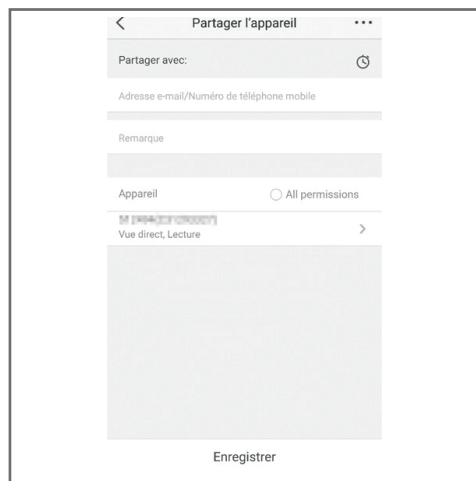 Partager l'appareil
Partager avec:
Adresse e-mail/Numéro de téléphone mobile
Remarque
Appareil All permissions
Vue direct, Lecture
Enregistrer